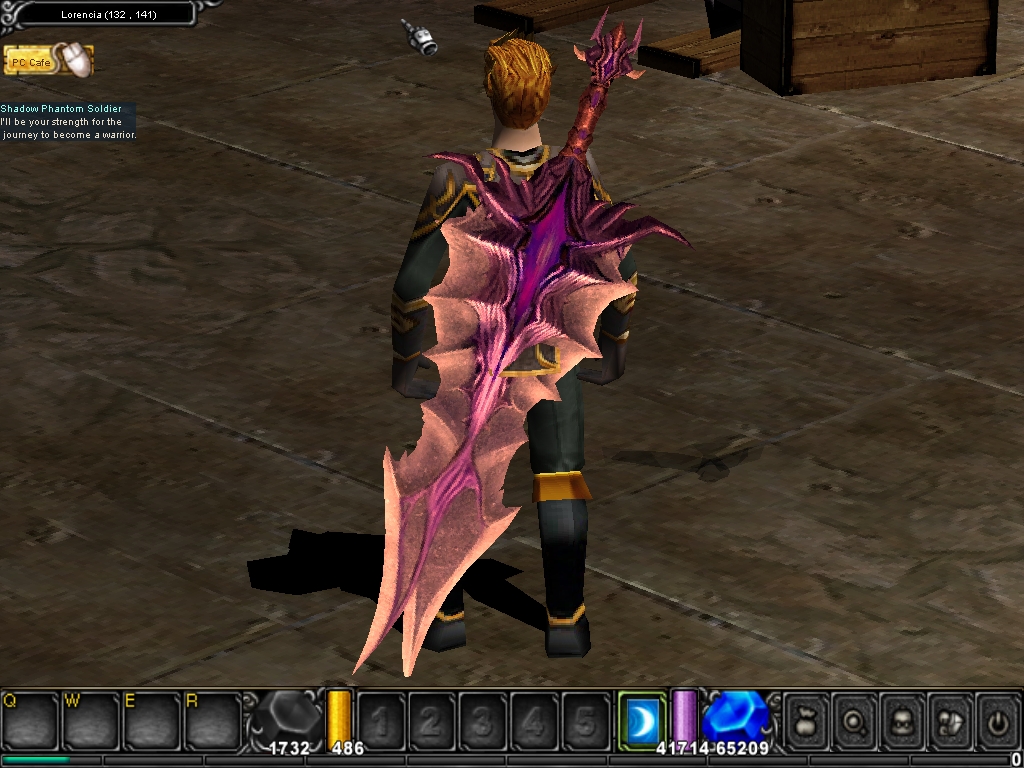 Lorencia (132 , 141)
PC Cafe
Shadow Phantom Soldier
I'll be your strength for the
journey to become a warrior.
Q W E R
1 2 3 4 5
1732 486 41714 65209
0